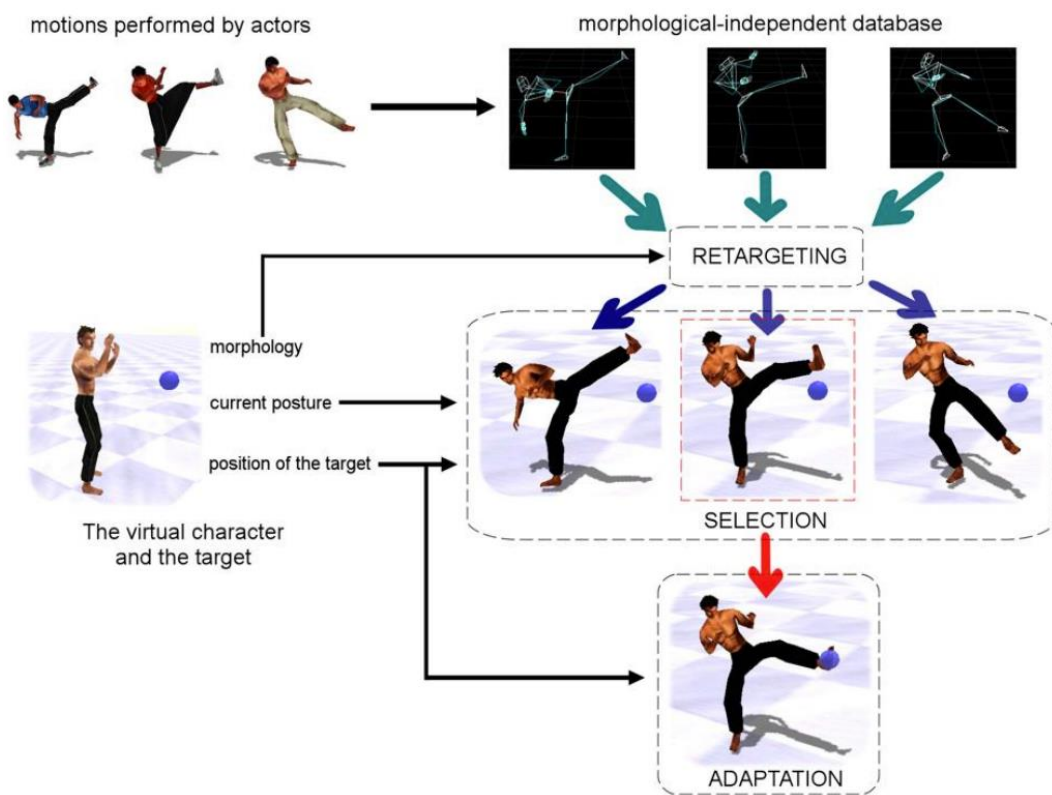 motions performed by actors
morphological-independent database
RETARGETING
morphology
current posture
position of the target
The virtual character
and the target
SELECTION
ADAPTATION